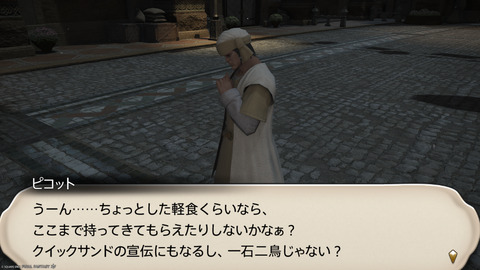 ピコット
うーん……ちょっとした軽食くらいなら、
ここまで持ってきてもらえたりしないかなぁ？
クイックサンドの宣伝にもなるし、一石二鳥じゃない？